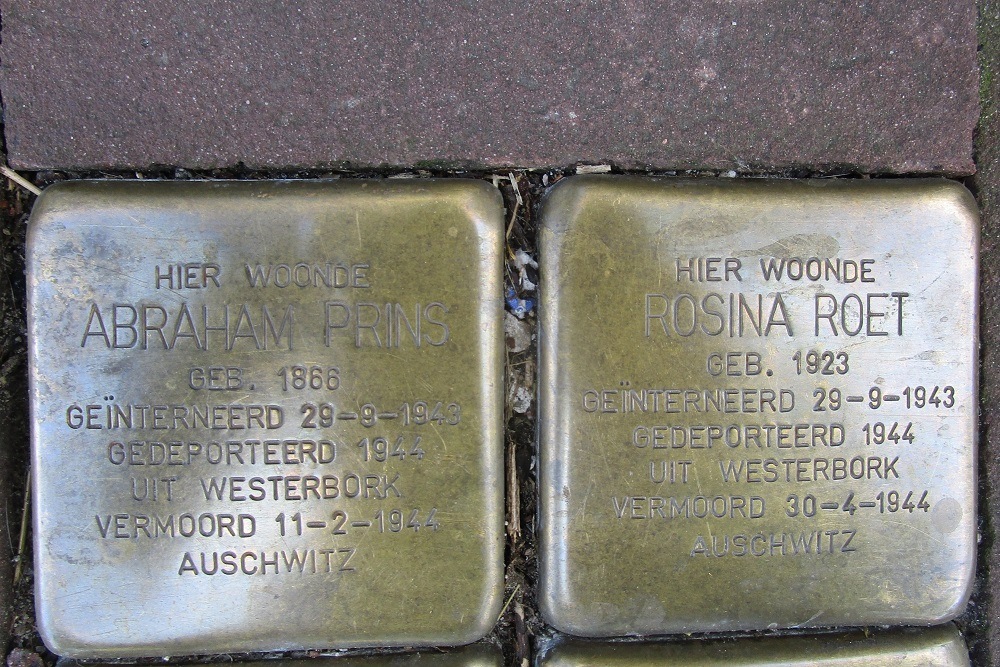 HIER WOONDE
ABRAHAM PRINS
GEB. 1866
GEÏNTERNEERD 29-9-1943
GEDEPORTEERD 1944
UIT WESTERBORK
VERMOORD 11-2-1944
AUSCHWITZ
HIER WOONDE
ROSINA ROET
GEB. 1923
GEÏNTERNEERD 29-9-1943
GEDEPORTEERD 1944
UIT WESTERBORK
VERMOORD 30-4-1944
AUSCHWITZ